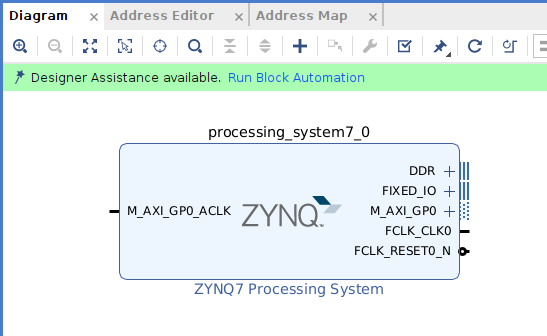 Diagram × Address Editor × Address Map ×
Designer Assistance available. Run Block Automation
processing_system7_0
DDR
FIXED_IO
M_AXI_GP0_ACLK ZYNQ M_AXI_GP0
FCLK_CLK0
FCLK_RESET0_N
ZYNQ7 Processing System